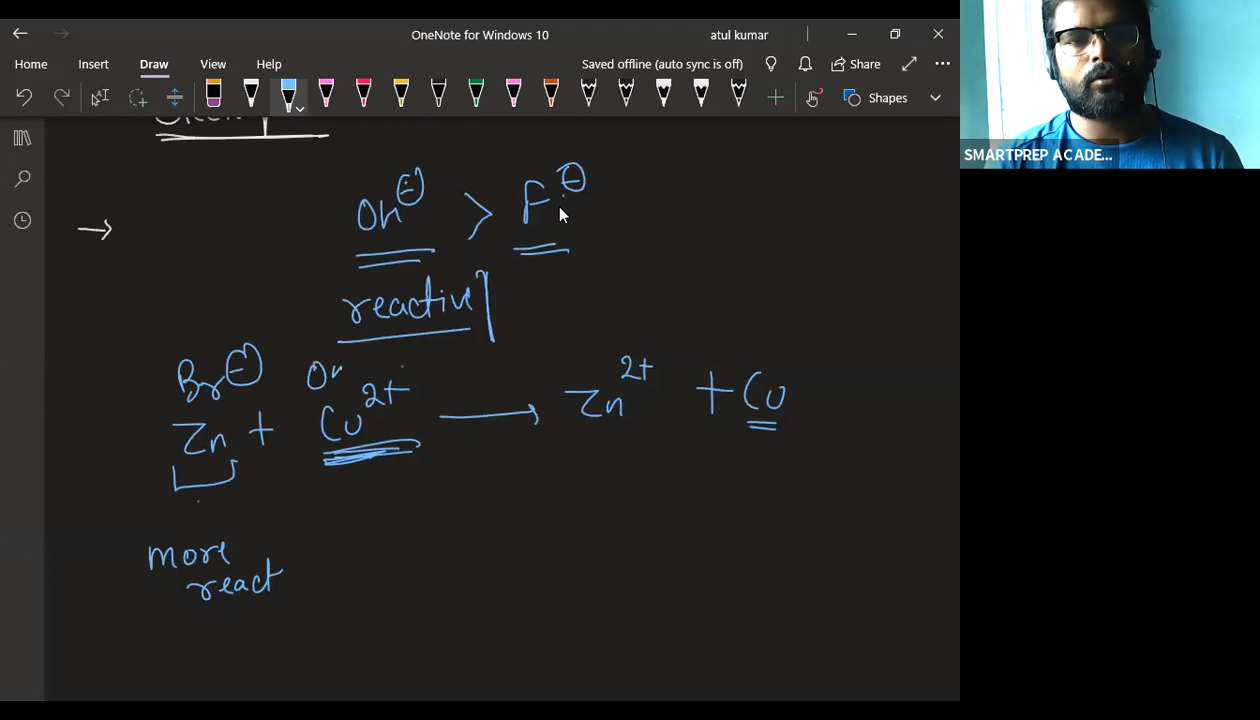 OneNote for Windows 10
atul kumar
Home
Insert
Draw
View
Help
Saved offline (auto sync is off)
Share
Shapes
SMARTPREP ACADE...
→
OH⊖ > F⊖
reactive
Br⊖ OH
Zn + Cu²⁺ ⟶ Zn²⁺ + Cu
more
react